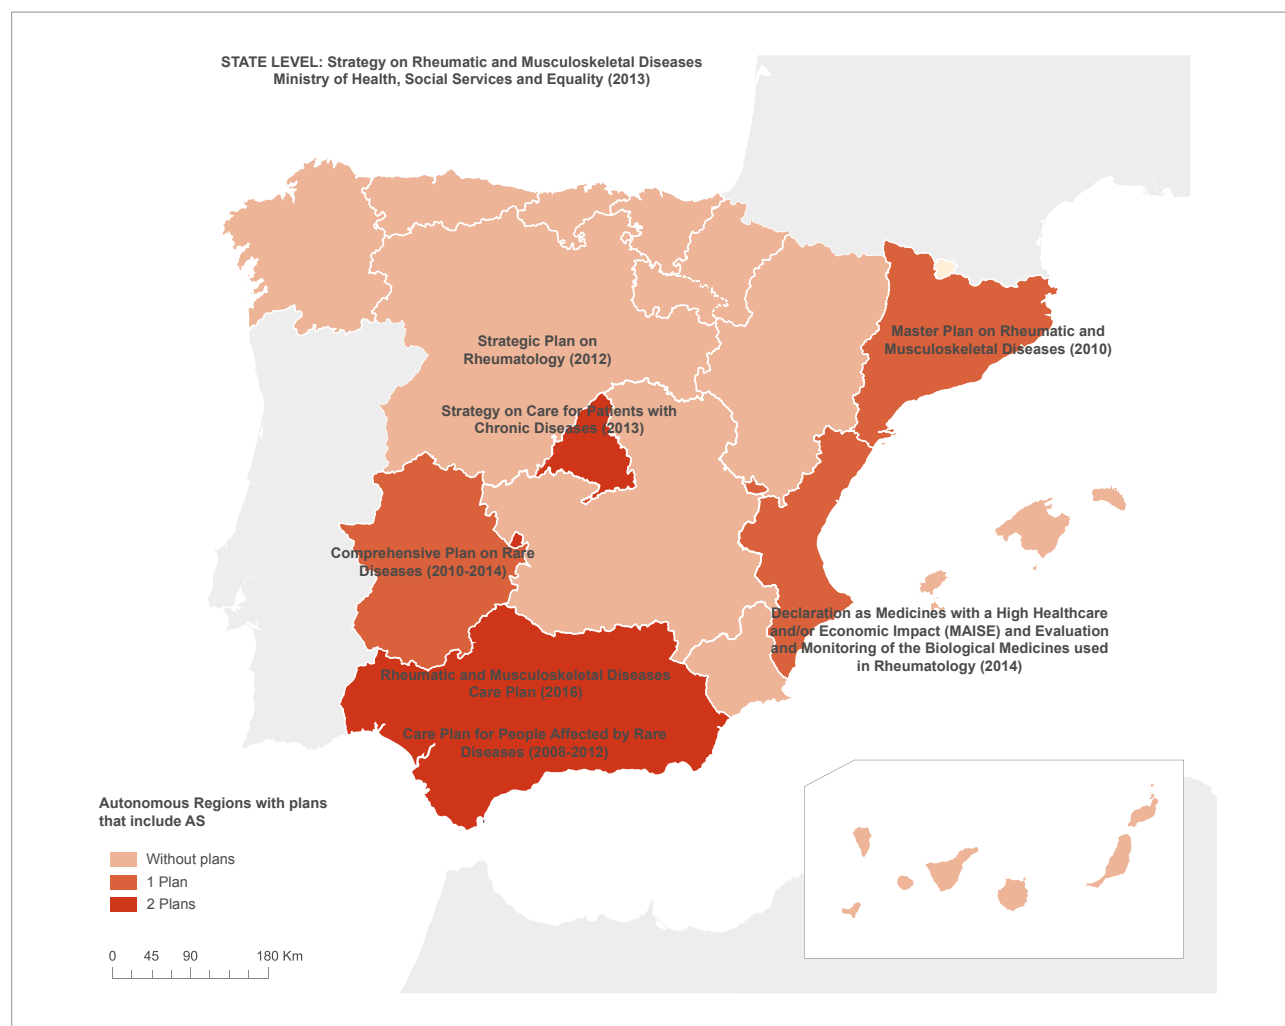 STATE LEVEL: Strategy on Rheumatic and Musculoskeletal Diseases
Ministry of Health, Social Services and Equality (2013)
Strategic Plan on
Rheumatology (2012)
Master Plan on Rheumatic and
Musculoskeletal Diseases (2010)
Strategy on Care for Patients with
Chronic Diseases (2013)
Comprehensive Plan on Rare
Diseases (2010-2014)
Declaration as Medicines with a High Healthcare
and/or Economic Impact (MAISE) and Evaluation
and Monitoring of the Biological Medicines used
in Rheumatology (2014)
Rheumatic and Musculoskeletal Diseases
Care Plan (2016)
Care Plan for People Affected by Rare
Diseases (2008-2012)
Autonomous Regions with plans
that include AS
Without plans
1 Plan
2 Plans
0 45 90 180 Km